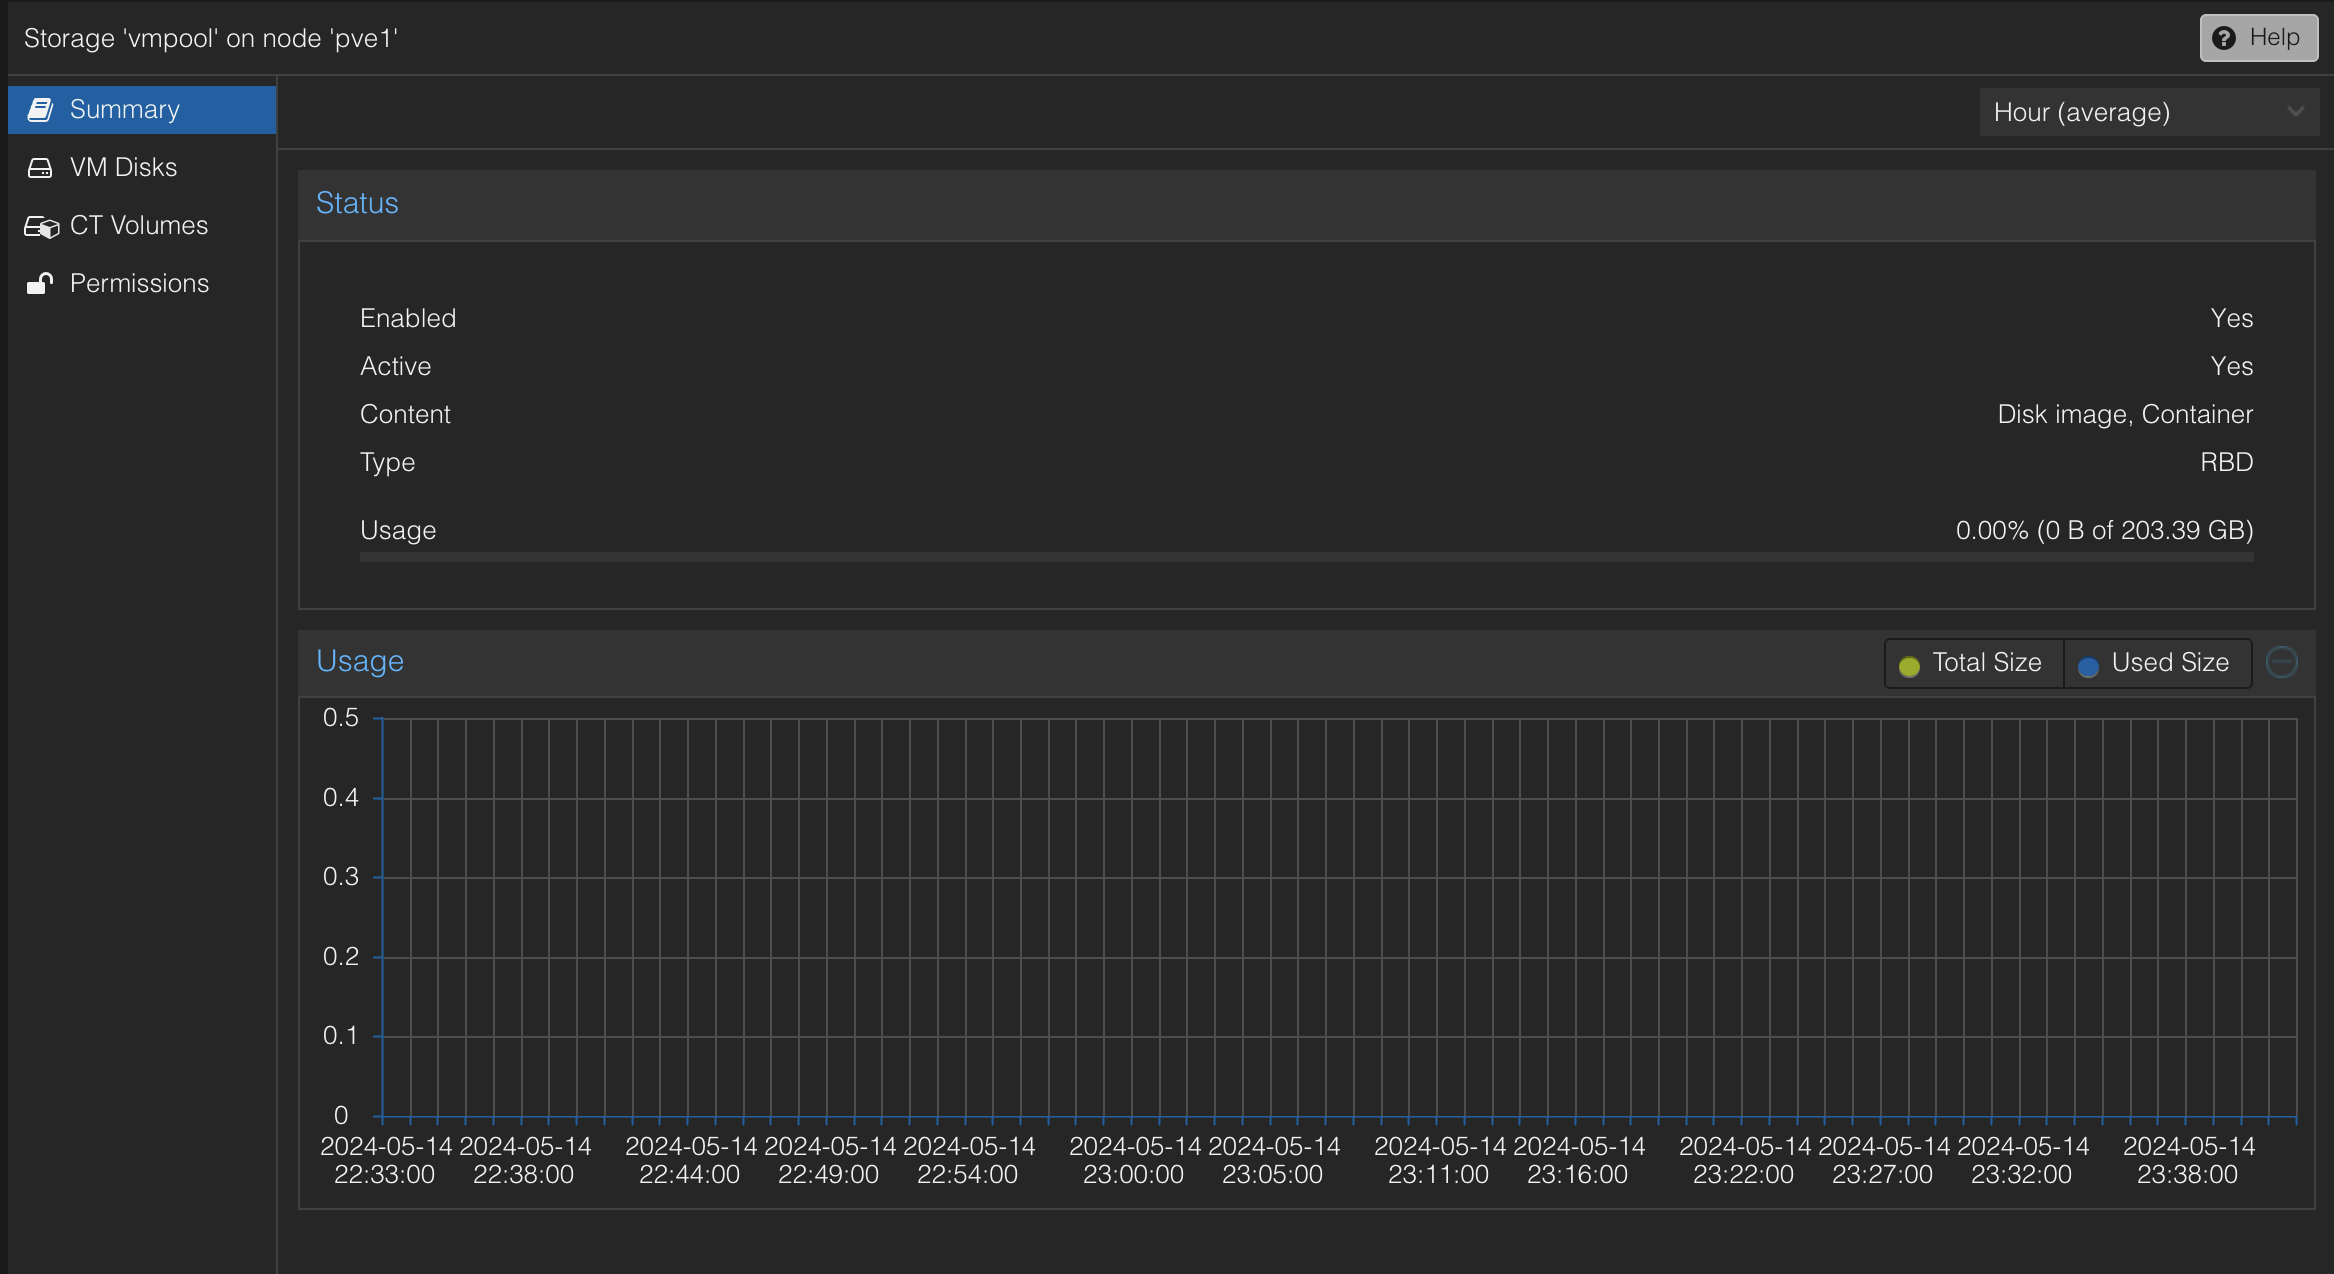 Storage 'vmpool' on node 'pve1'
Help
Summary
VM Disks
CT Volumes
Permissions
Hour (average)
Status
Enabled Yes
Active Yes
Content Disk image, Container
Type RBD
Usage 0.00% (0 B of 203.39 GB)
Usage
Total Size Used Size
0.5
0.4
0.3
0.2
0.1
0
2024-05-14 2024-05-14 2024-05-14 2024-05-14 2024-05-14 2024-05-14 2024-05-14 2024-05-14 2024-05-14 2024-05-14 2024-05-14 2024-05-14 2024-05-14
22:33:00 22:38:00 22:44:00 22:49:00 22:54:00 23:00:00 23:05:00 23:11:00 23:16:00 23:22:00 23:27:00 23:32:00 23:38:00